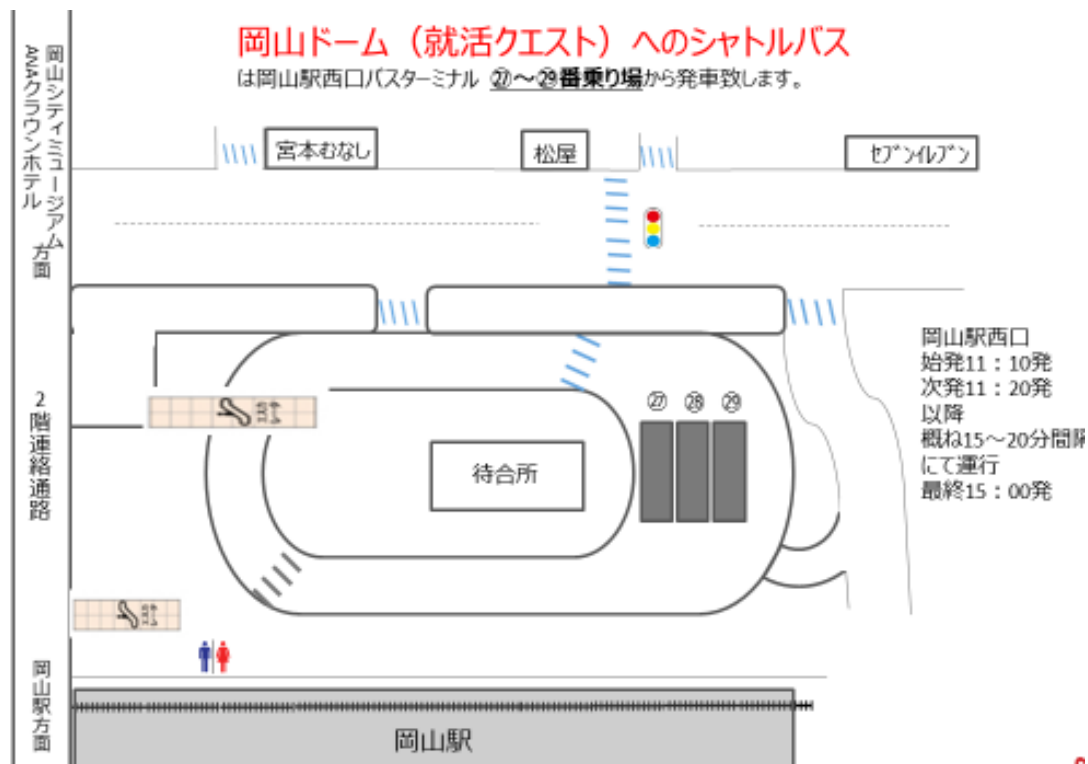 岡山ドーム（就活クエスト）へのシャトルバス
は岡山駅西口バスターミナル ㉗～㉙番乗り場から発車致します。
岡山シティミュージアム
ANAクラウンホテル
方面
宮本むなし
松屋
ｾﾌﾞﾝｲﾚﾌﾞﾝ
岡山駅西口
始発11：10発
次発11：20発
以降
概ね15～20分間隔
にて運行
最終15：00発
㉗ ㉘ ㉙
2階連絡通路
待合所
岡山駅方面
岡山駅